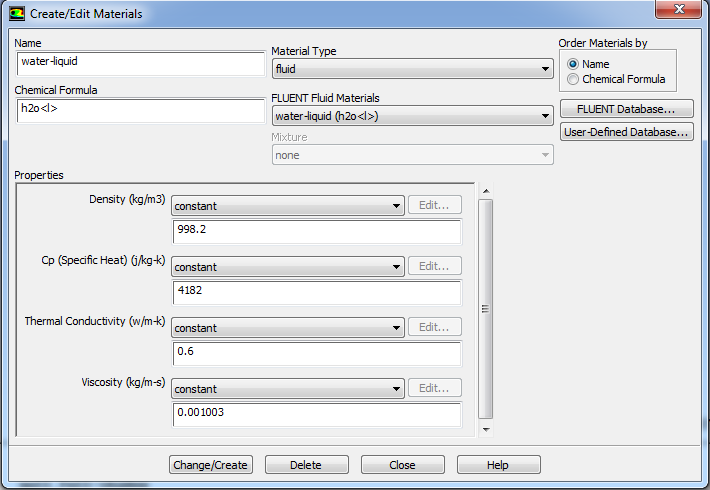 Create/Edit Materials
Name
water-liquid
Material Type
fluid
Order Materials by
Name
Chemical Formula
Chemical Formula
h2o<l>
FLUENT Fluid Materials
water-liquid (h2o<l>)
FLUENT Database...
User-Defined Database...
Mixture
none
Properties
Density (kg/m3)
constant
Edit...
998.2
Cp (Specific Heat) (j/kg-k)
constant
Edit...
4182
Thermal Conductivity (w/m-k)
constant
Edit...
0.6
Viscosity (kg/m-s)
constant
Edit...
0.001003
Change/Create
Delete
Close
Help